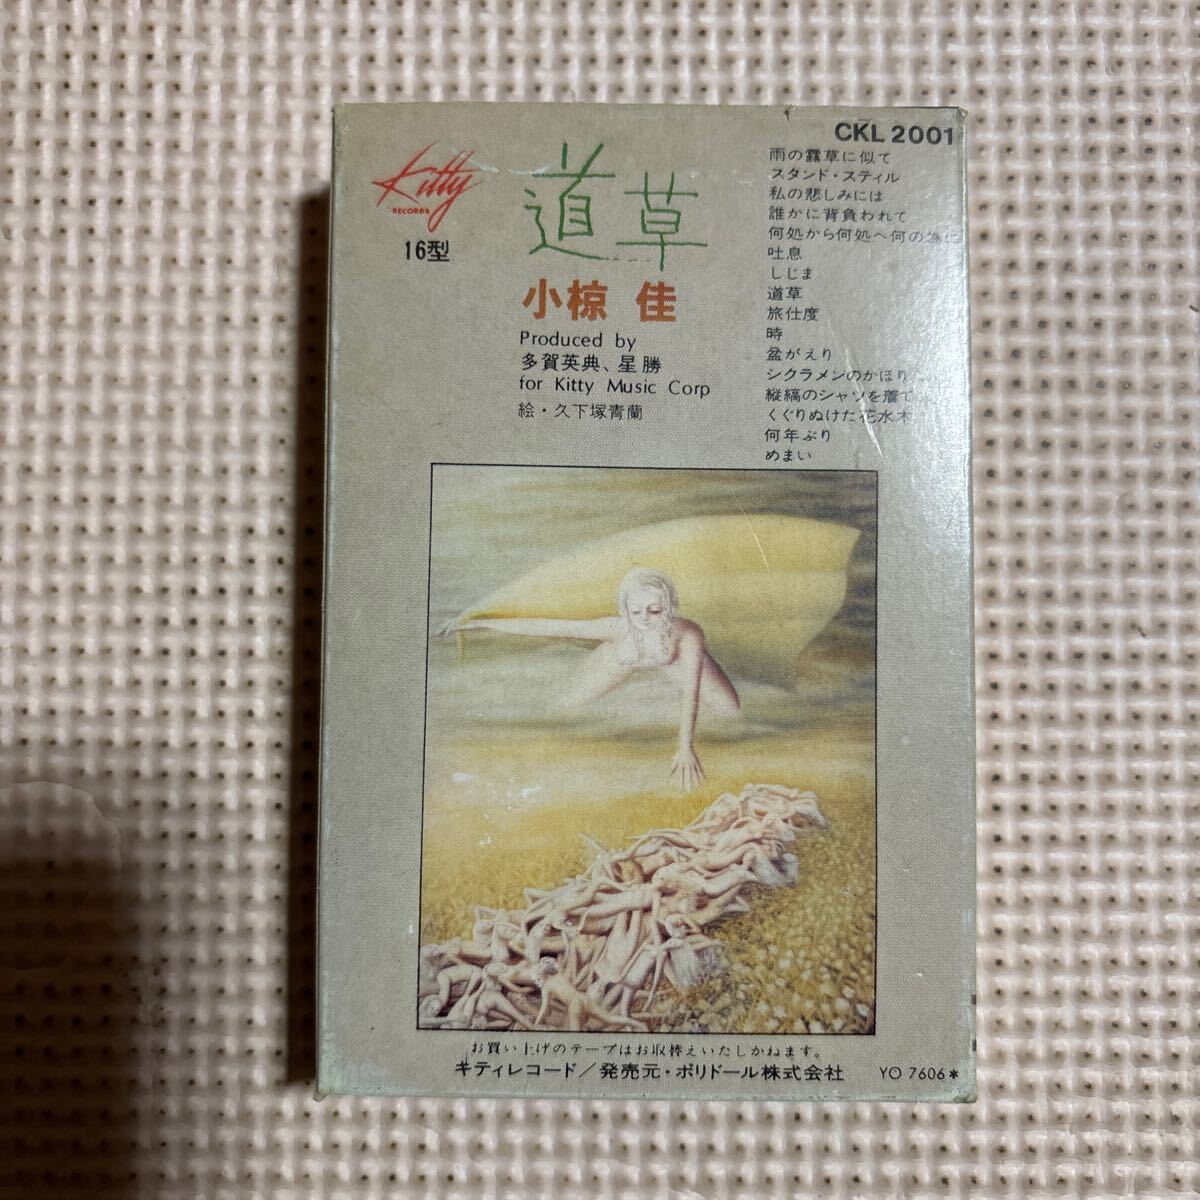 CKL 2001
Kitty
RECORDS
16型
道草
小椋 佳
Produced by
多賀英典、星 勝
for Kitty Music Corp
絵・久下塚青蘭
雨の露草に似て
スタンド・スティル
私の悲しみには
誰かに背負われて
何処から何処へ何の為に
吐息
しじま
道草
旅仕度
時
盆がえり
シクラメンのかほり
縦縞のシャツを着て
くぐりぬけた花水木
何年ぶり
めまい
お買い上げのテープはお取替えいたしかねます。
キティレコード／発売元・ポリドール株式会社
YO 7606*